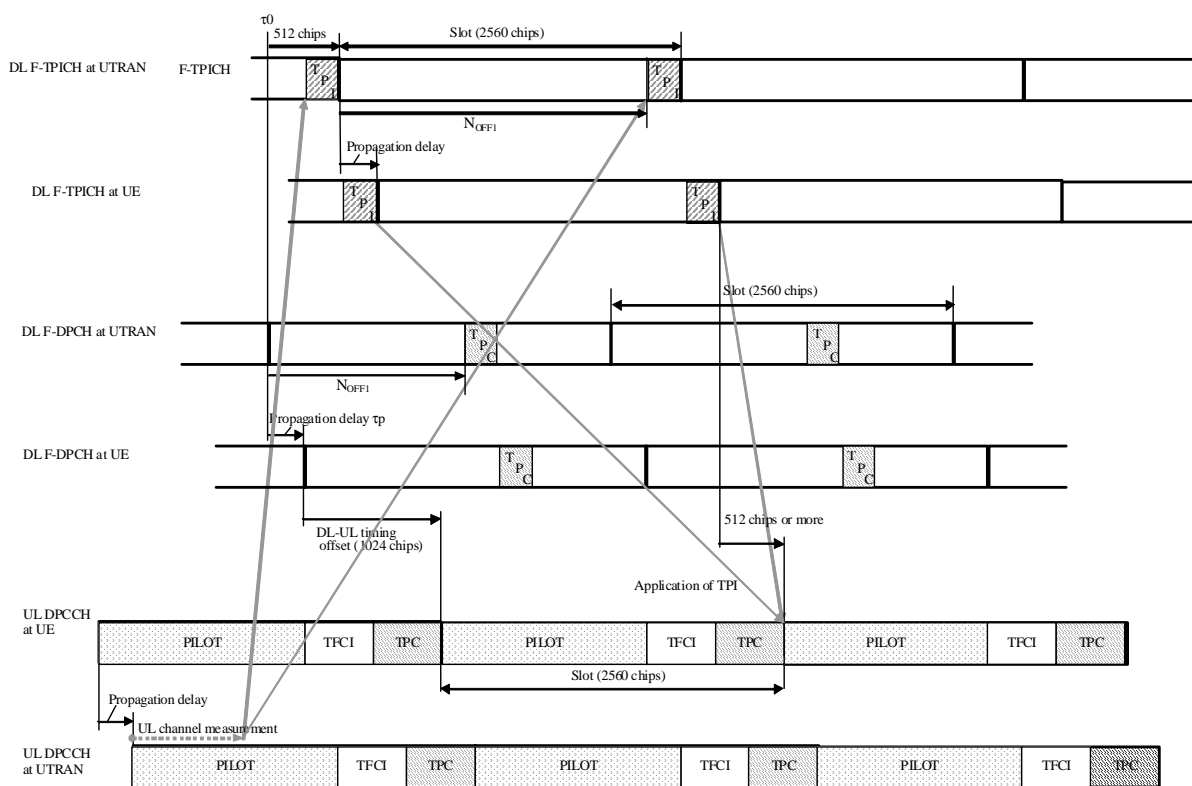 τ0
512 chips
Slot (2560 chips)
DL F-TPICH at UTRAN
F-TPICH
T P I
T P I
N_OFF1
Propagation delay
DL F-TPICH at UE
T P I
T P I
Slot (2560 chips)
DL F-DPCH at UTRAN
T P C
T P C
N_OFF1
Propagation delay τp
DL F-DPCH at UE
T P C
T P C
DL-UL timing
offset (1024 chips)
512 chips or more
Application of TPI
UL DPCCH
at UE
PILOT
TFCI
TPC
PILOT
TFCI
TPC
PILOT
TFCI
TPC
Slot (2560 chips)
Propagation delay
UL channel measurement
UL DPCCH
at UTRAN
PILOT
TFCI
TPC
PILOT
TFCI
TPC
PILOT
TFCI
TPC